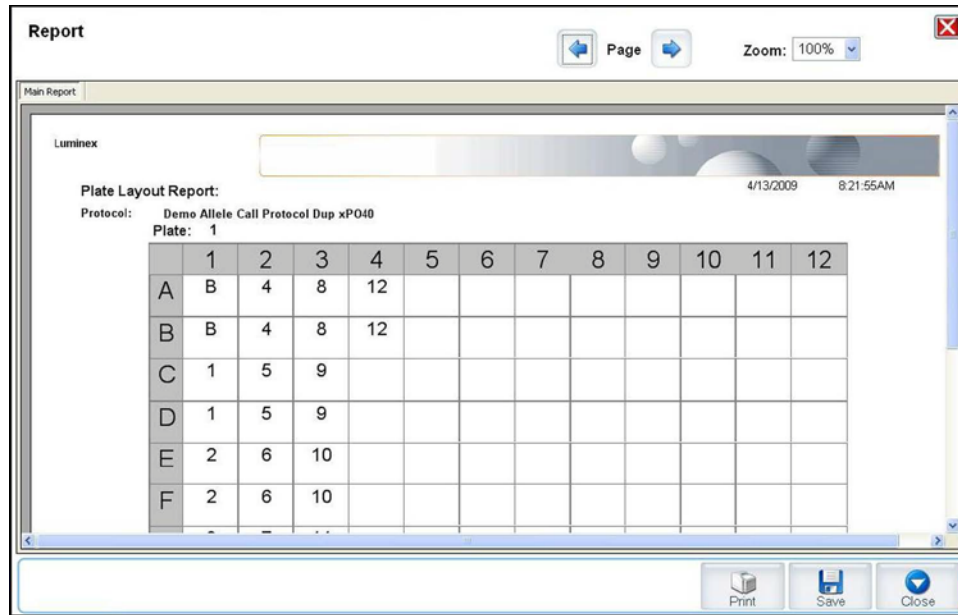 Report
Page
Zoom: 100%
Main Report
Luminex
4/13/2009 8:21:55AM
Plate Layout Report:
Protocol: Demo Allele Call Protocol Dup xPO40
Plate: 1
1 2 3 4 5 6 7 8 9 10 11 12
A B 4 8 12
B B 4 8 12
C 1 5 9
D 1 5 9
E 2 6 10
F 2 6 10
Print Save Close